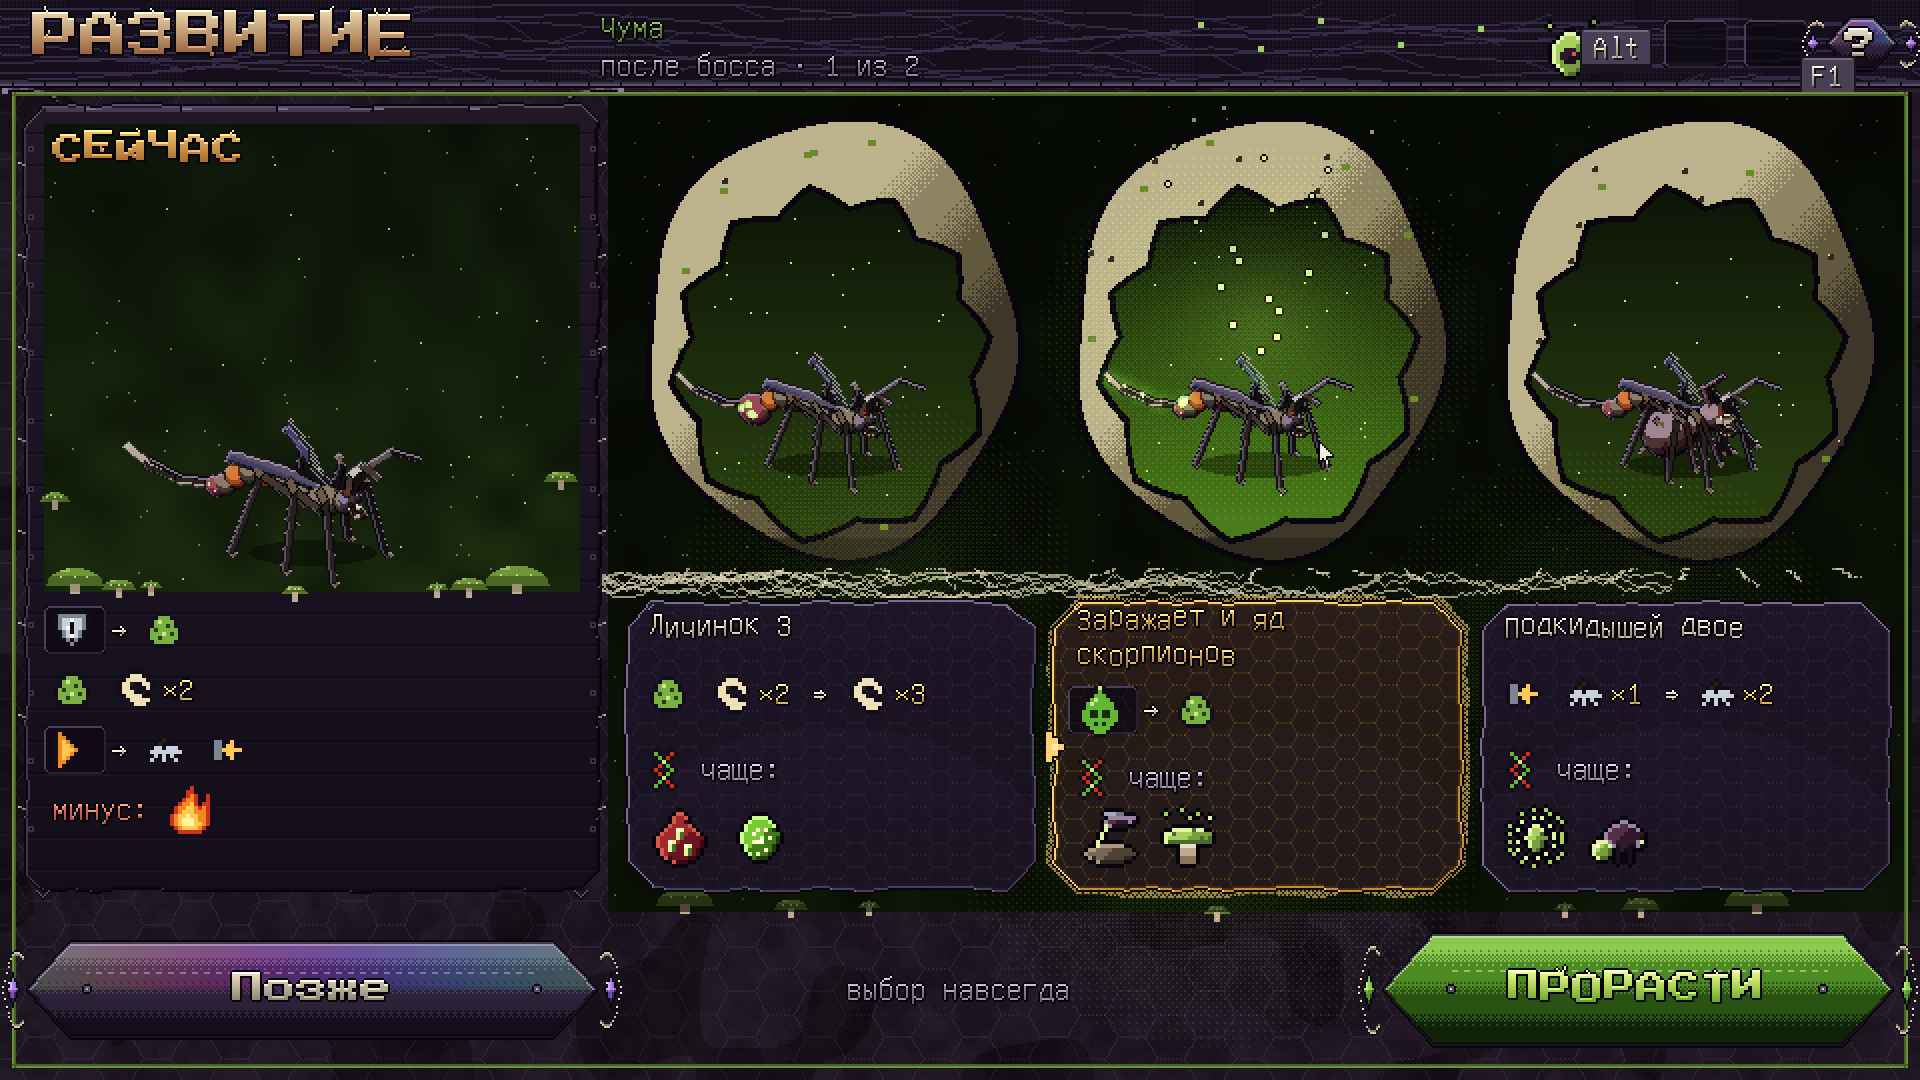 РАЗВИТИЕ
Чума
после босса · 1 из 2
Alt
?
F1
СЕЙЧАС
×2
минус:
Личинок 3
×2 → ×3
чаще:
Заражает и яд
скорпионов
чаще:
Подкидышей двое
×1 → ×2
чаще:
Позже
выбор навсегда
ПРОРАСТИ